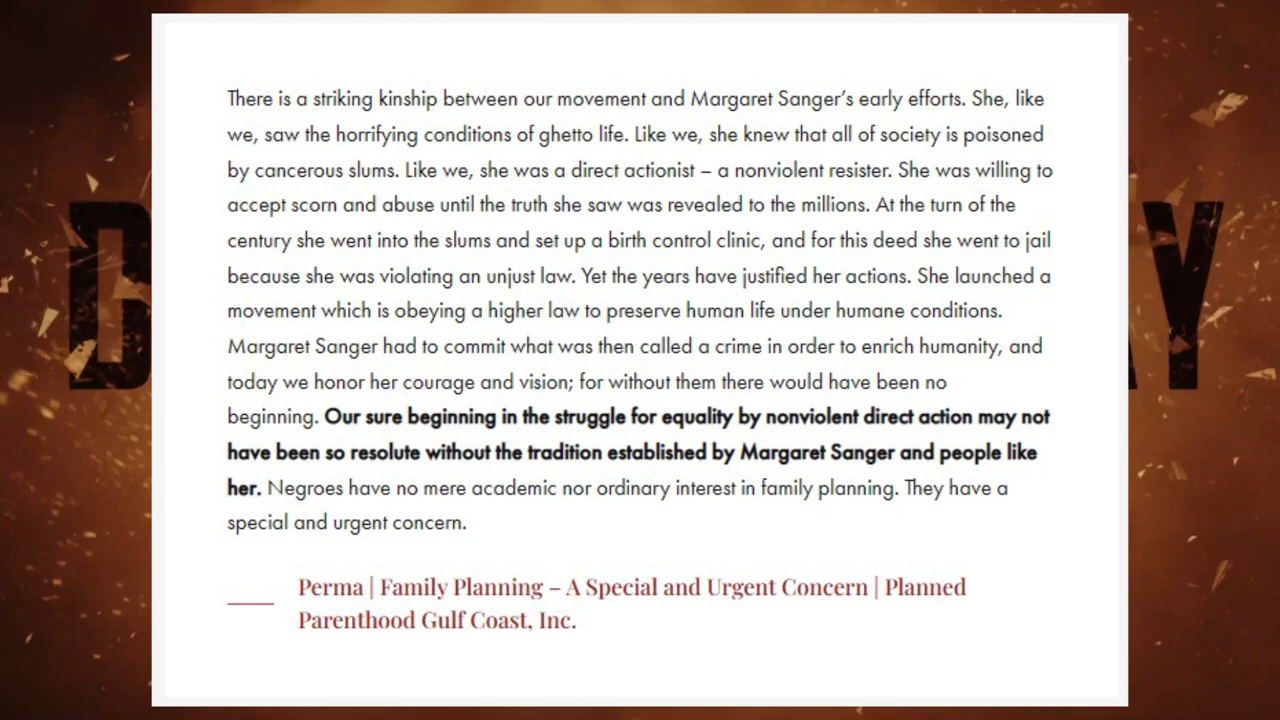 There is a striking kinship between our movement and Margaret Sanger’s early efforts. She, like
we, saw the horrifying conditions of ghetto life. Like we, she knew that all of society is poisoned
by cancerous slums. Like we, she was a direct actionist – a nonviolent resister. She was willing to
accept scorn and abuse until the truth she saw was revealed to the millions. At the turn of the
century she went into the slums and set up a birth control clinic, and for this deed she went to jail
because she was violating an unjust law. Yet the years have justified her actions. She launched a
movement which is obeying a higher law to preserve human life under humane conditions.
Margaret Sanger had to commit what was then called a crime in order to enrich humanity, and
today we honor her courage and vision; for without them there would have been no
beginning. Our sure beginning in the struggle for equality by nonviolent direct action may not
have been so resolute without the tradition established by Margaret Sanger and people like
her. Negroes have no mere academic nor ordinary interest in family planning. They have a
special and urgent concern.
Perma | Family Planning – A Special and Urgent Concern | Planned
Parenthood Gulf Coast, Inc.